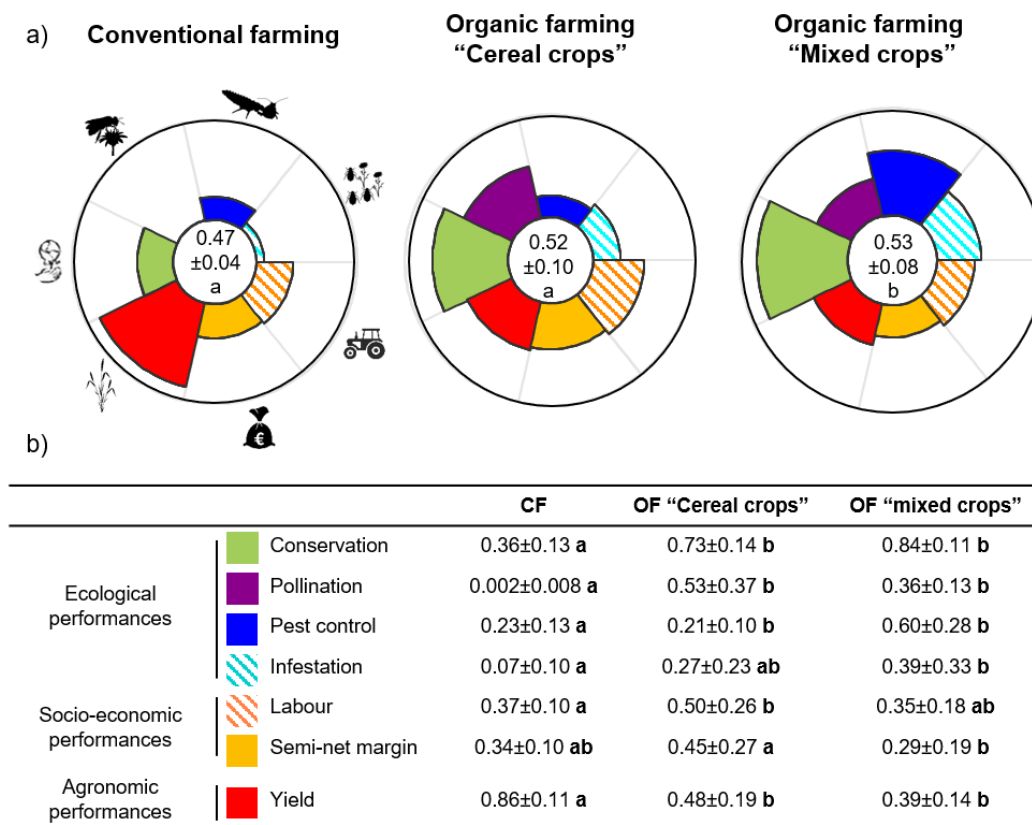 a)
Conventional farming
Organic farming
“Cereal crops”
Organic farming
“Mixed crops”
0.47
±0.04
a
0.52
±0.10
a
0.53
±0.08
b
€
b)
CF OF “Cereal crops” OF “mixed crops”
Ecological
performances
Conservation 0.36±0.13 a 0.73±0.14 b 0.84±0.11 b
Pollination 0.002±0.008 a 0.53±0.37 b 0.36±0.13 b
Pest control 0.23±0.13 a 0.21±0.10 b 0.60±0.28 b
Infestation 0.07±0.10 a 0.27±0.23 ab 0.39±0.33 b
Socio-economic
performances
Labour 0.37±0.10 a 0.50±0.26 b 0.35±0.18 ab
Semi-net margin 0.34±0.10 ab 0.45±0.27 a 0.29±0.19 b
Agronomic
performances
Yield 0.86±0.11 a 0.48±0.19 b 0.39±0.14 b